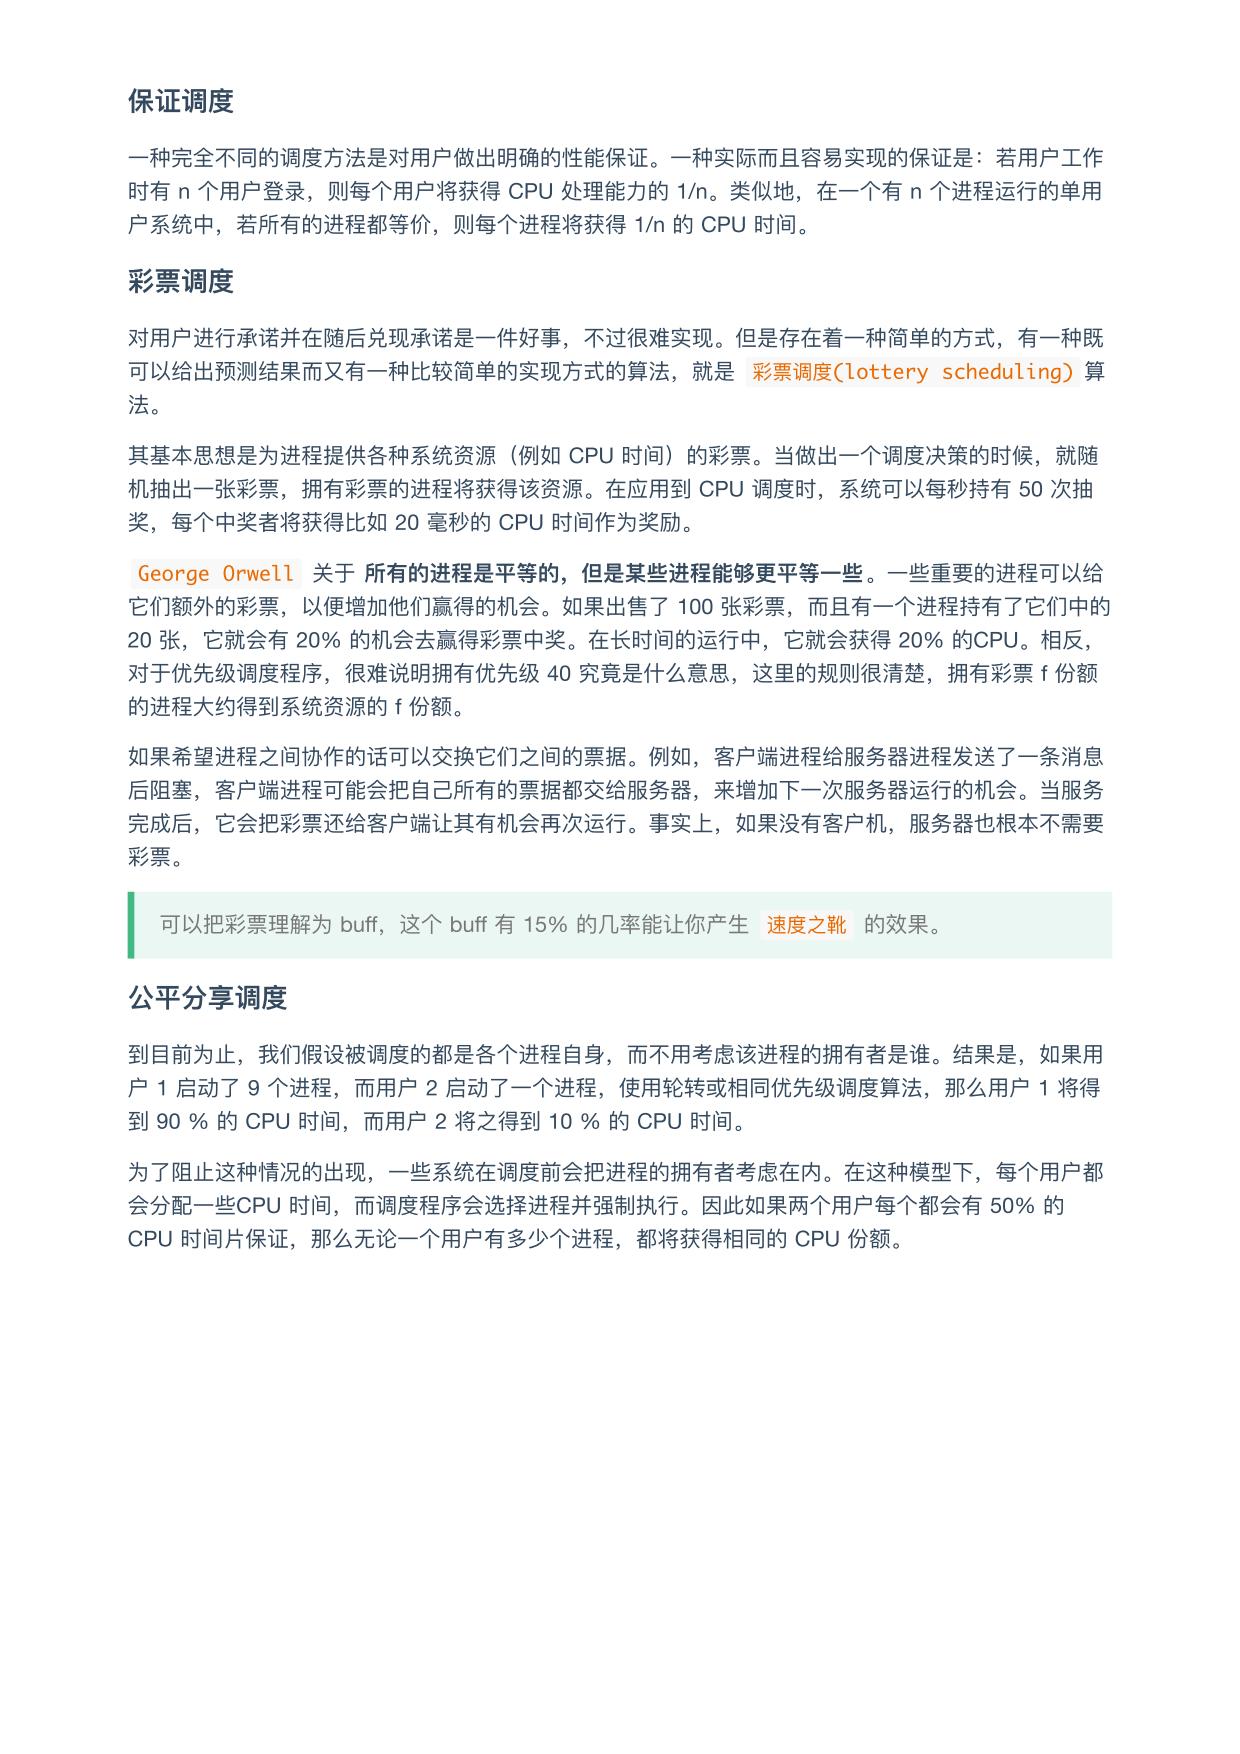 保证调度
一种完全不同的调度方法是对用户做出明确的性能保证。一种实际而且容易实现的保证是：若用户工作
时有 n 个用户登录，则每个用户将获得 CPU 处理能力的 1/n。类似地，在一个有 n 个进程运行的单用
户系统中，若所有的进程都等价，则每个进程将获得 1/n 的 CPU 时间。
彩票调度
对用户进行承诺并在随后兑现承诺是一件好事，不过很难实现。但是存在着一种简单的方式，有一种既
可以给出预测结果而又有一种比较简单的实现方式的算法，就是 彩票调度(lottery scheduling) 算
法。
其基本思想是为进程提供各种系统资源（例如 CPU 时间）的彩票。当做出一个调度决策的时候，就随
机抽出一张彩票，拥有彩票的进程将获得该资源。在应用到 CPU 调度时，系统可以每秒持有 50 次抽
奖，每个中奖者将获得比如 20 毫秒的 CPU 时间作为奖励。
George Orwell 关于 所有的进程是平等的，但是某些进程能够更平等一些。一些重要的进程可以给
它们额外的彩票，以便增加他们赢得的机会。如果出售了 100 张彩票，而且有一个进程持有了它们中的
20 张，它就会有 20% 的机会去赢得彩票中奖。在长时间的运行中，它就会获得 20% 的CPU。相反，
对于优先级调度程序，很难说明拥有优先级 40 究竟是什么意思，这里的规则很清楚，拥有彩票 f 份额
的进程大约得到系统资源的 f 份额。
如果希望进程之间协作的话可以交换它们之间的票据。例如，客户端进程给服务器进程发送了一条消息
后阻塞，客户端进程可能会把自己所有的票据都交给服务器，来增加下一次服务器运行的机会。当服务
完成后，它会把彩票还给客户端让其有机会再次运行。事实上，如果没有客户机，服务器也根本不需要
彩票。
可以把彩票理解为 buff，这个 buff 有 15% 的几率能让你产生 速度之靴 的效果。
公平分享调度
到目前为止，我们假设被调度的都是各个进程自身，而不用考虑该进程的拥有者是谁。结果是，如果用
户 1 启动了 9 个进程，而用户 2 启动了一个进程，使用轮转或相同优先级调度算法，那么用户 1 将得
到 90 % 的 CPU 时间，而用户 2 将之得到 10 % 的 CPU 时间。
为了阻止这种情况的出现，一些系统在调度前会把进程的拥有者考虑在内。在这种模型下，每个用户都
会分配一些CPU 时间，而调度程序会选择进程并强制执行。因此如果两个用户每个都会有 50% 的
CPU 时间片保证，那么无论一个用户有多少个进程，都将获得相同的 CPU 份额。